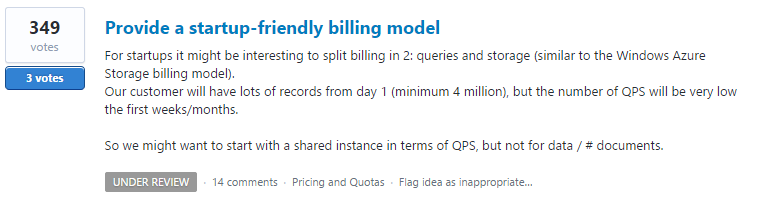 349
votes
3 votes
Provide a startup-friendly billing model
For startups it might be interesting to split billing in 2: queries and storage (similar to the Windows Azure
Storage billing model).
Our customer will have lots of records from day 1 (minimum 4 million), but the number of QPS will be very low
the first weeks/months.
So we might want to start with a shared instance in terms of QPS, but not for data / # documents.
UNDER REVIEW · 14 comments · Pricing and Quotas · Flag idea as inappropriate...